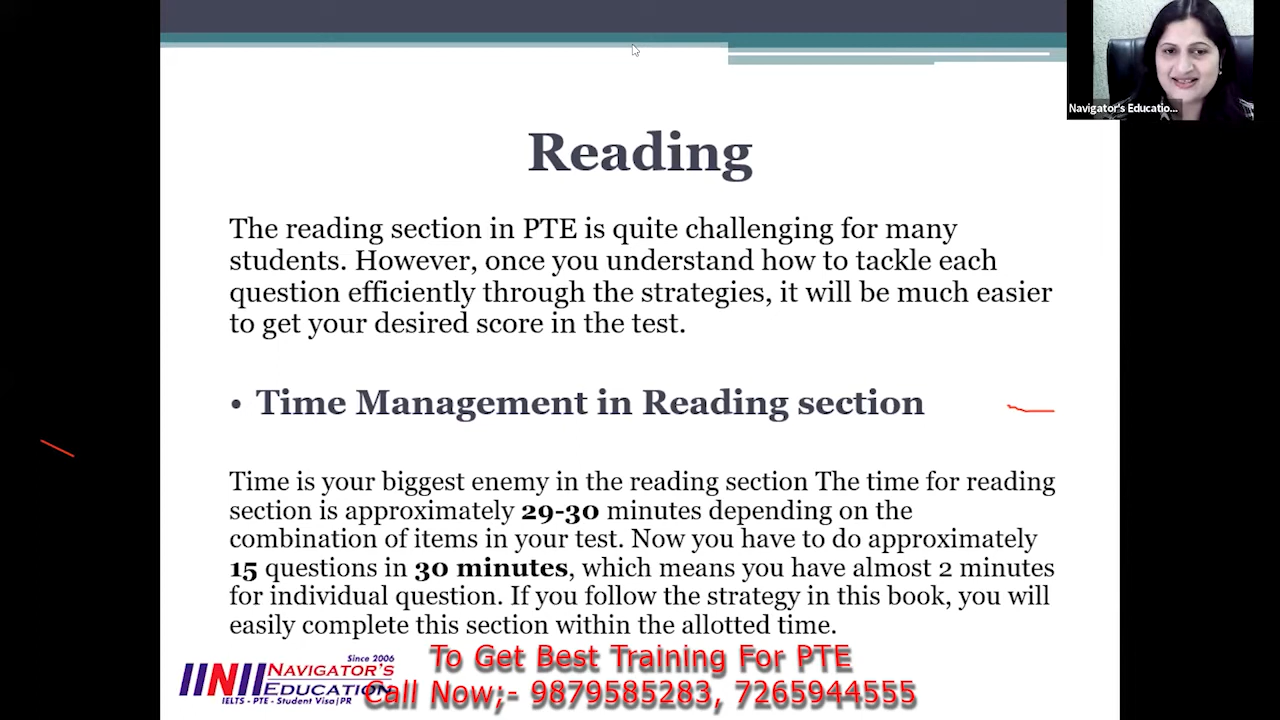 Navigator's Educatio...
Reading
The reading section in PTE is quite challenging for many
students. However, once you understand how to tackle each
question efficiently through the strategies, it will be much easier
to get your desired score in the test.
• Time Management in Reading section
Time is your biggest enemy in the reading section The time for reading
section is approximately 29-30 minutes depending on the
combination of items in your test. Now you have to do approximately
15 questions in 30 minutes, which means you have almost 2 minutes
for individual question. If you follow the strategy in this book, you will
easily complete this section within the allotted time.
Since 2006
NAVIGATOR'S
EDUCATION
IELTS - PTE - Student Visa|PR
To Get Best Training For PTE
Call Now;- 9879585283, 7265944555